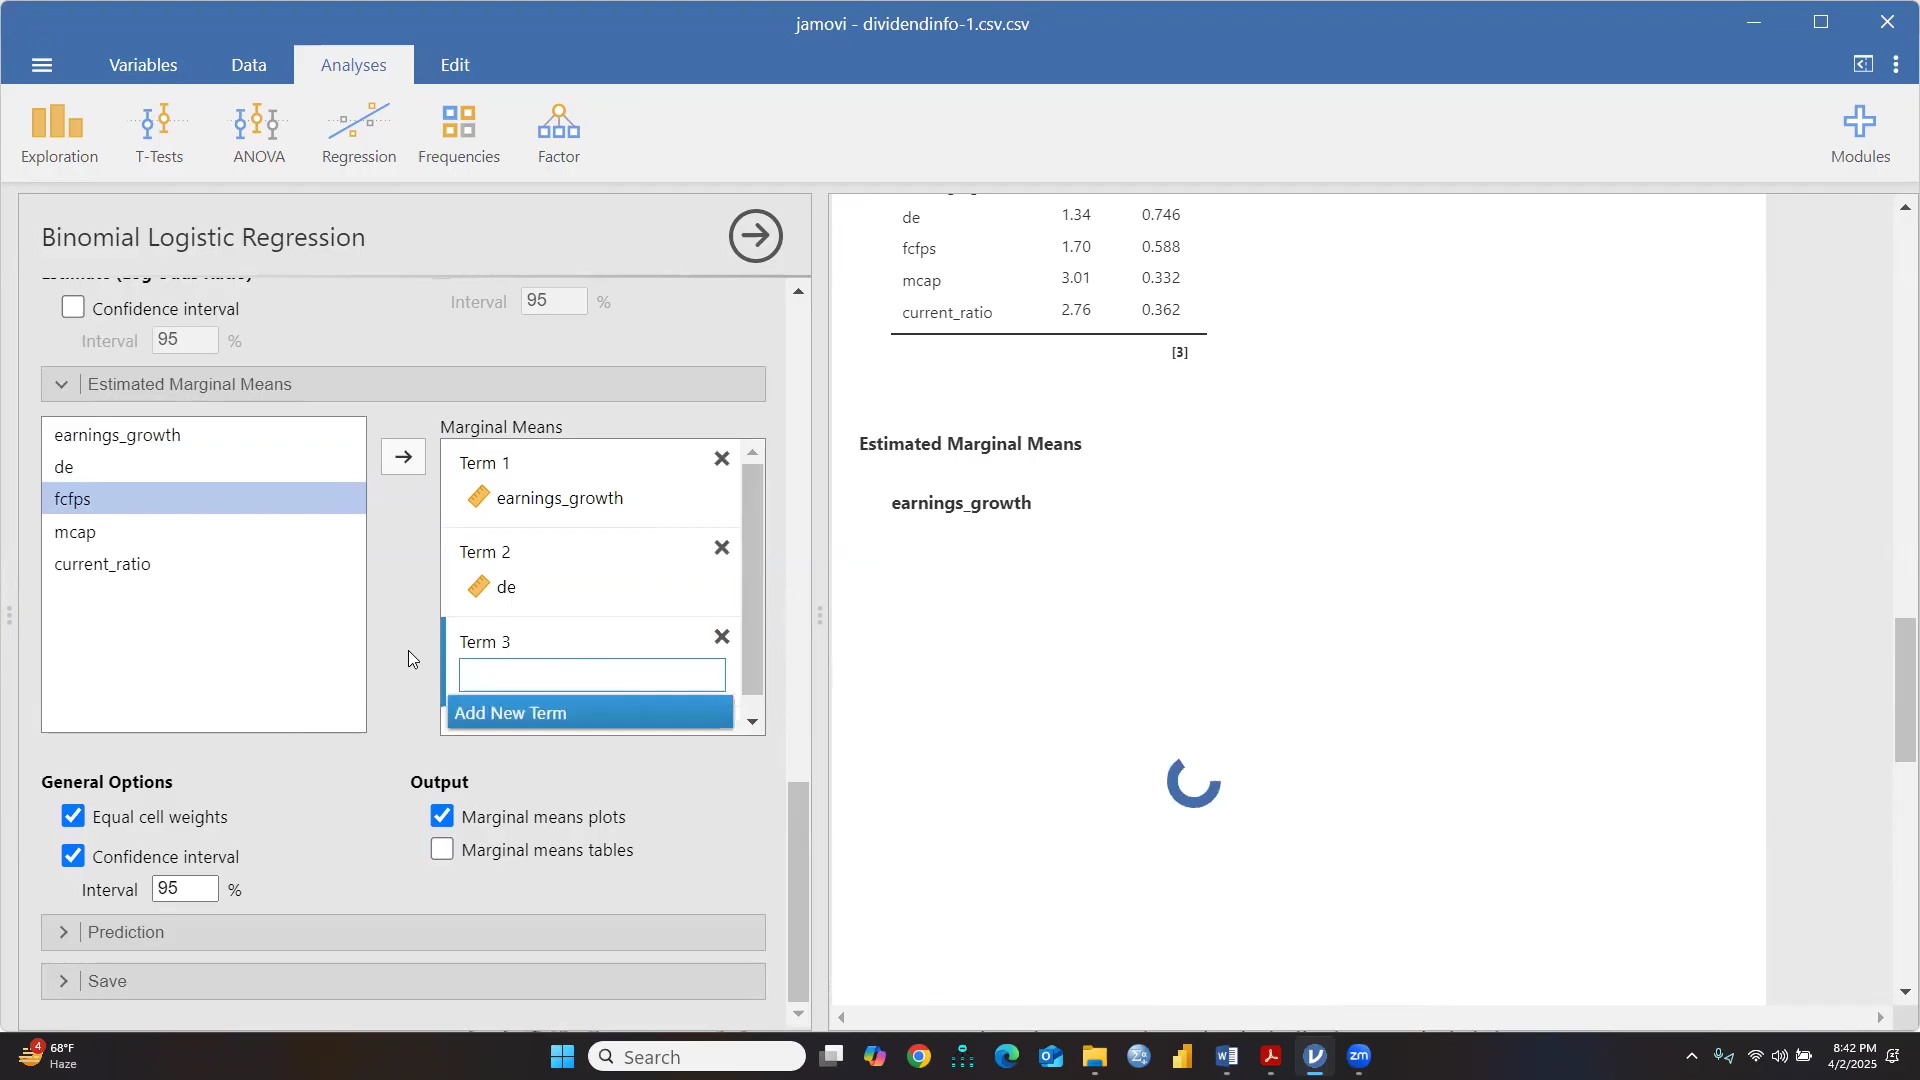 jamovi - dividendinfo-1.csv.csv
Variables
Data
Analyses
Edit
Exploration
T-Tests
ANOVA
Regression
Frequencies
Factor
Modules
Binomial Logistic Regression
Confidence interval
Interval 95 %
Interval 95 %
Estimated Marginal Means
earnings_growth
de
fcfps
mcap
current_ratio
Marginal Means
Term 1
earnings_growth
Term 2
de
Term 3
Add New Term
General Options
Equal cell weights
Confidence interval
Interval 95 %
Output
Marginal means plots
Marginal means tables
Prediction
Save
de 1.34 0.746
fcfps 1.70 0.588
mcap 3.01 0.332
current_ratio 2.76 0.362
[3]
Estimated Marginal Means
earnings_growth
4
68°F
Haze
Search
zm
8:42 PM
4/2/2025